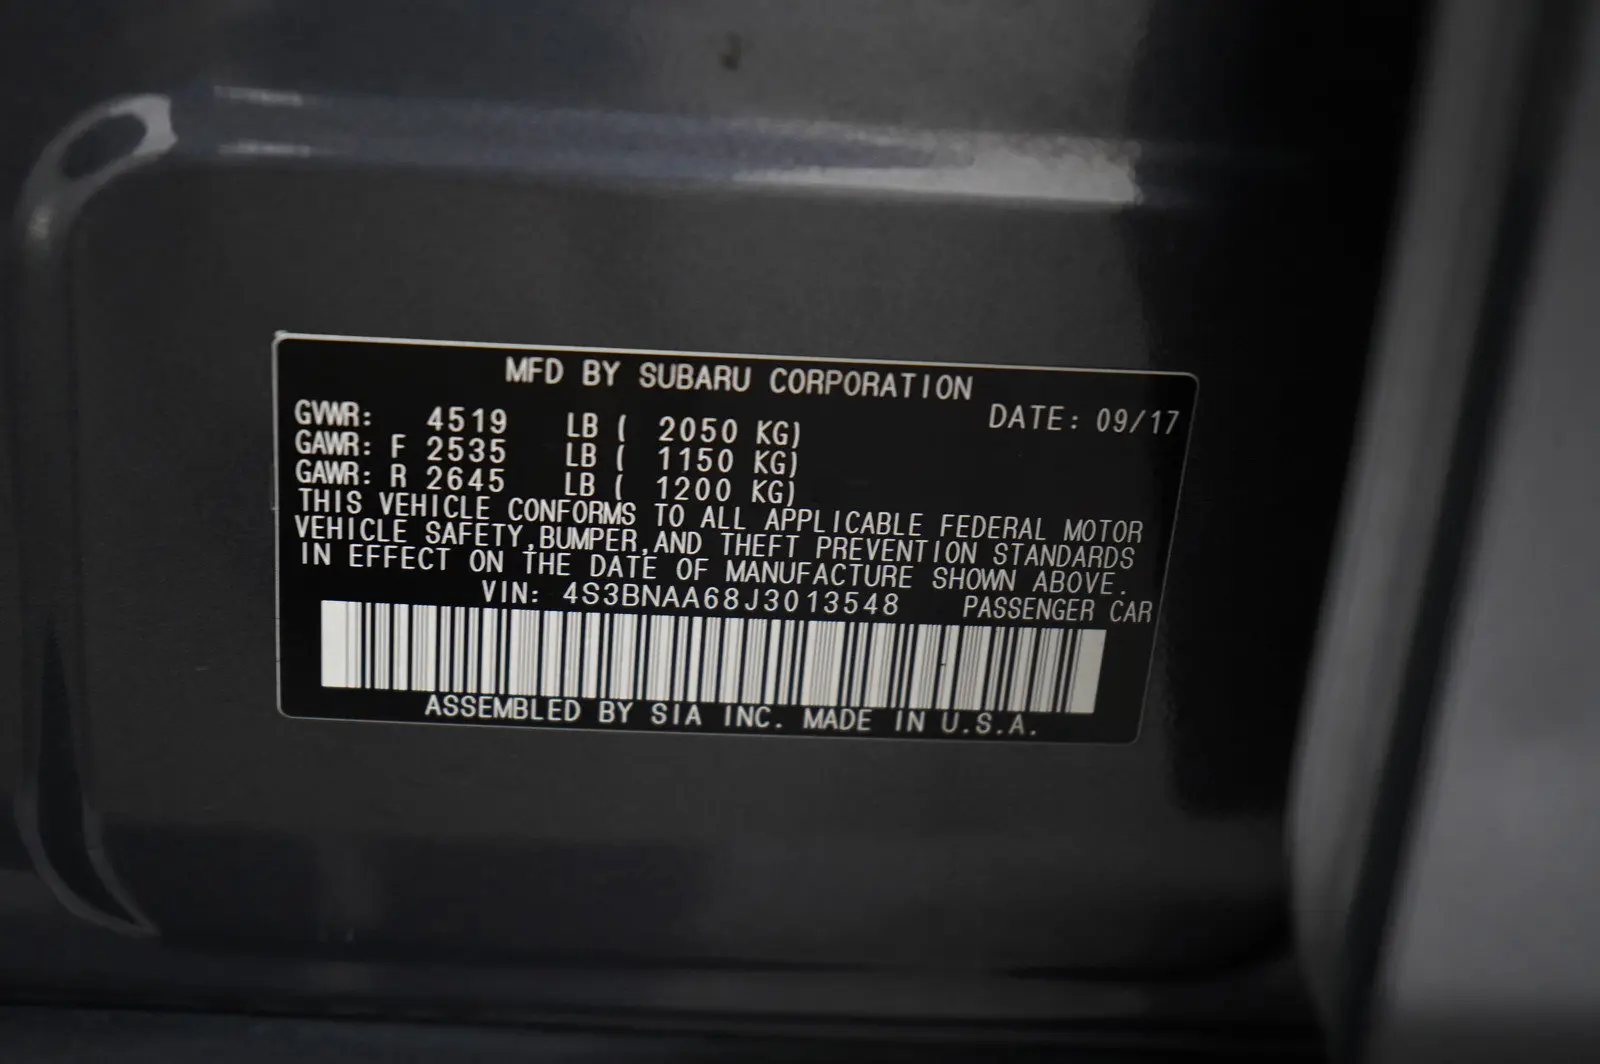 MFD BY SUBARU CORPORATION
DATE: 09/17
GVWR: 4519 LB ( 2050 KG)
GAWR: F 2535 LB ( 1150 KG)
GAWR: R 2645 LB ( 1200 KG)
THIS VEHICLE CONFORMS TO ALL APPLICABLE FEDERAL MOTOR
VEHICLE SAFETY,BUMPER,AND THEFT PREVENTION STANDARDS
IN EFFECT ON THE DATE OF MANUFACTURE SHOWN ABOVE.
VIN: 4S3BNAA68J3013548 PASSENGER CAR
ASSEMBLED BY SIA INC. MADE IN U.S.A.